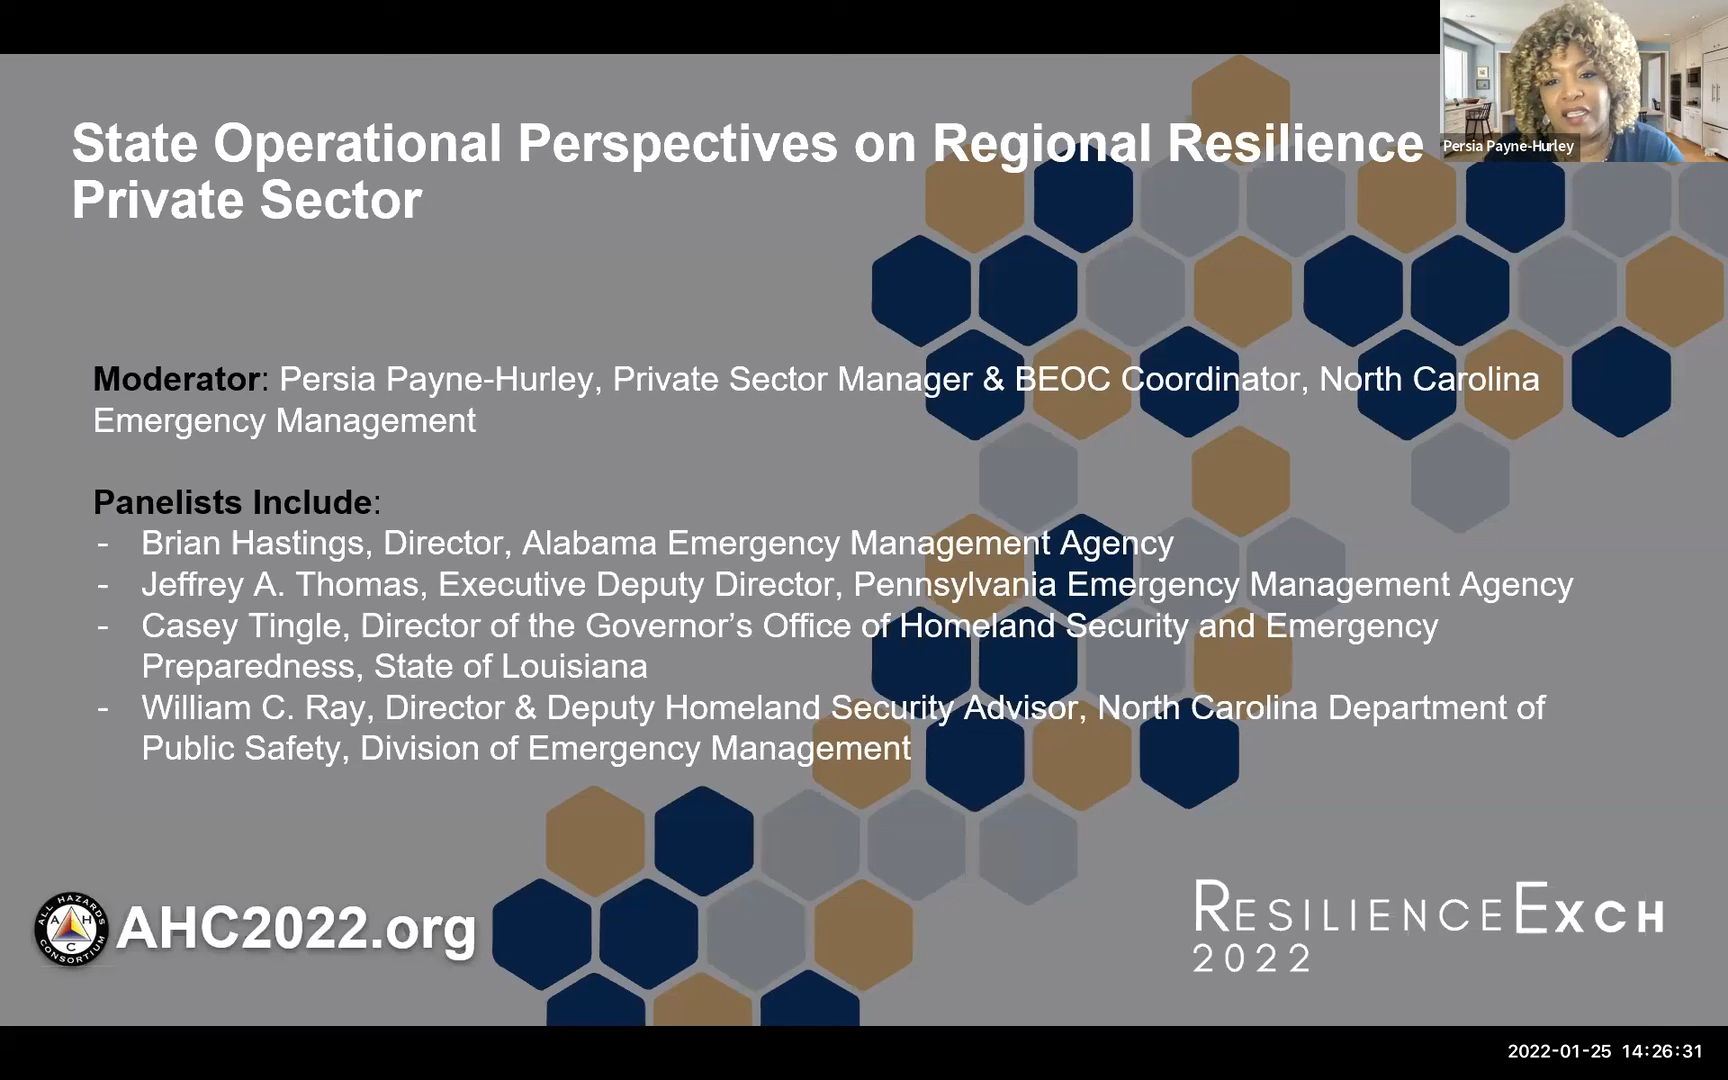 State Operational Perspectives on Regional Resilience
Private Sector
Persia Payne-Hurley
Moderator: Persia Payne-Hurley, Private Sector Manager & BEOC Coordinator, North Carolina
Emergency Management
Panelists Include:
- Brian Hastings, Director, Alabama Emergency Management Agency
- Jeffrey A. Thomas, Executive Deputy Director, Pennsylvania Emergency Management Agency
- Casey Tingle, Director of the Governor’s Office of Homeland Security and Emergency
Preparedness, State of Louisiana
- William C. Ray, Director & Deputy Homeland Security Advisor, North Carolina Department of
Public Safety, Division of Emergency Management
ALL HAZARDS
A H
C
CONSORTIUM
AHC2022.org
RESILIENCEEXCH
2022
2022-01-25 14:26:31